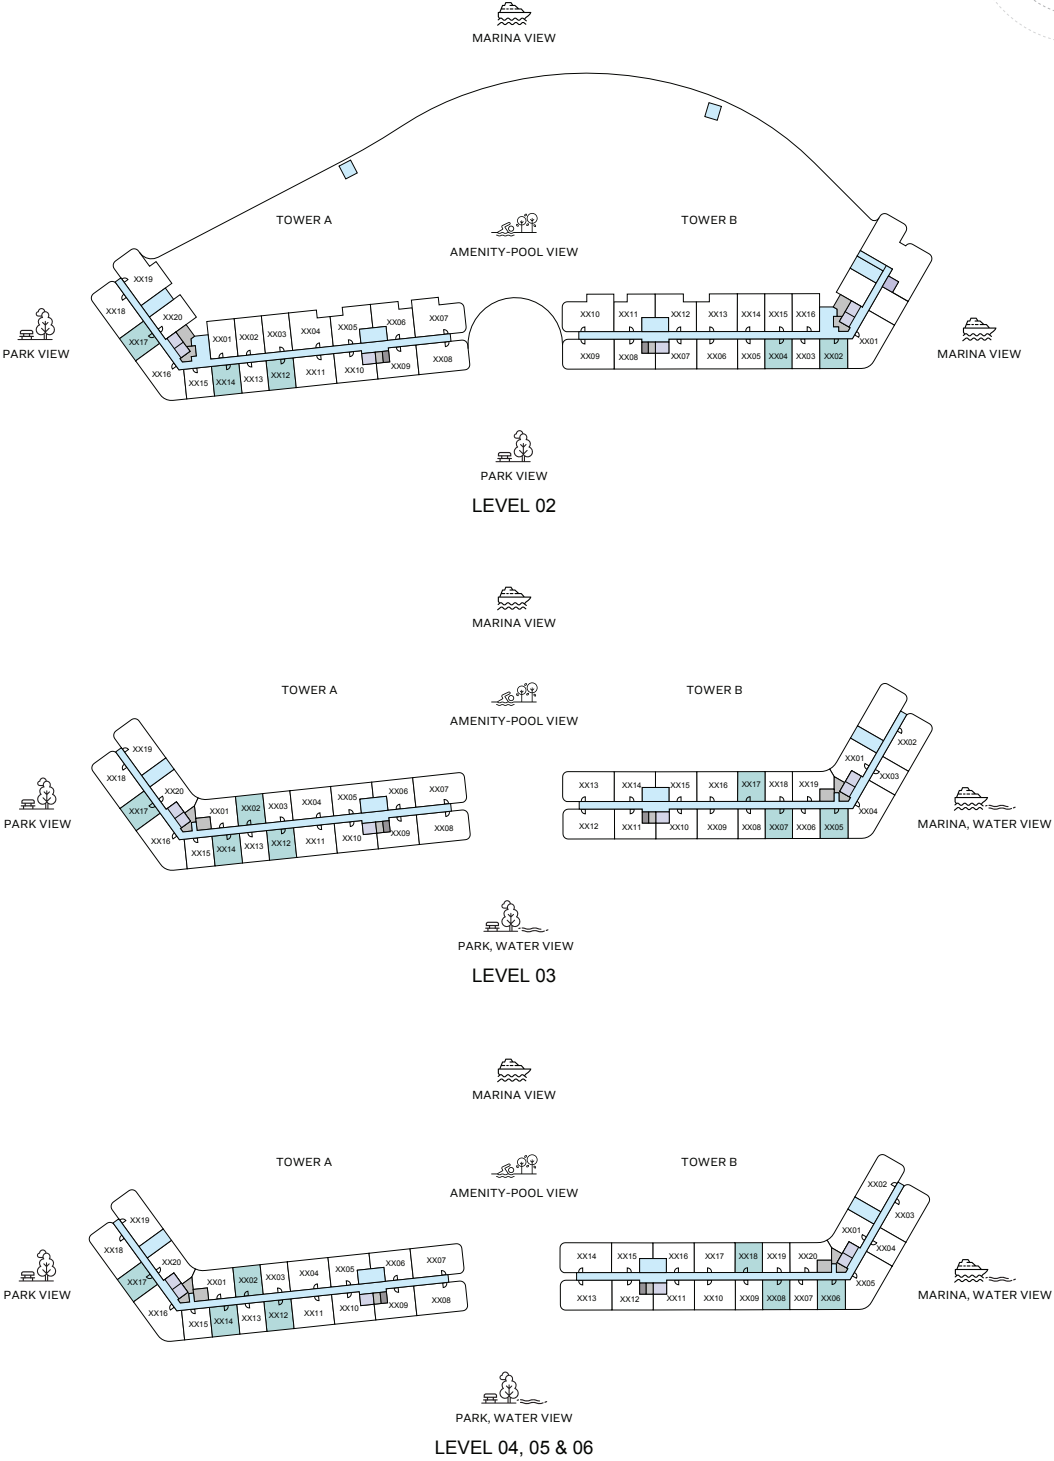 MARINA VIEW
TOWER A
TOWER B
AMENITY-POOL VIEW
XX19
XX18
XX20
XX17
XX16
XX01
XX02
XX03
XX04
XX05
XX06
XX07
XX15
XX14
XX13
XX12
XX11
XX10
XX09
XX08
XX10
XX11
XX12
XX13
XX14
XX15
XX16
XX01
XX09
XX08
XX07
XX06
XX05
XX04
XX03
XX02
PARK VIEW
MARINA VIEW
PARK VIEW
LEVEL 02
MARINA VIEW
TOWER A
TOWER B
AMENITY-POOL VIEW
XX19
XX18
XX20
XX17
XX16
XX01
XX02
XX03
XX04
XX05
XX06
XX07
XX15
XX14
XX13
XX12
XX11
XX10
XX09
XX08
XX13
XX14
XX15
XX16
XX17
XX18
XX19
XX01
XX02
XX03
XX04
XX12
XX11
XX10
XX09
XX08
XX07
XX06
XX05
PARK VIEW
MARINA, WATER VIEW
PARK, WATER VIEW
LEVEL 03
MARINA VIEW
TOWER A
TOWER B
AMENITY-POOL VIEW
XX19
XX18
XX20
XX17
XX16
XX01
XX02
XX03
XX04
XX05
XX06
XX07
XX15
XX14
XX13
XX12
XX11
XX10
XX09
XX08
XX14
XX15
XX16
XX17
XX18
XX19
XX20
XX01
XX02
XX03
XX04
XX05
XX13
XX12
XX11
XX10
XX09
XX08
XX07
XX06
PARK VIEW
MARINA, WATER VIEW
PARK, WATER VIEW
LEVEL 04, 05 & 06